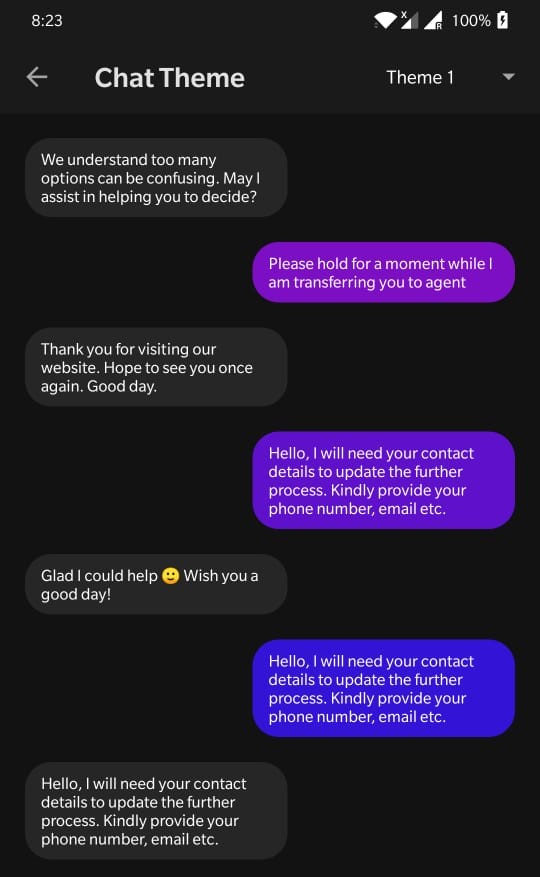 8:23
100%
Chat Theme
Theme 1
We understand too many
options can be confusing. May I
assist in helping you to decide?
Please hold for a moment while I
am transferring you to agent
Thank you for visiting our
website. Hope to see you once
again. Good day.
Hello, I will need your contact
details to update the further
process. Kindly provide your
phone number, email etc.
Glad I could help 🙂 Wish you a
good day!
Hello, I will need your contact
details to update the further
process. Kindly provide your
phone number, email etc.
Hello, I will need your contact
details to update the further
process. Kindly provide your
phone number, email etc.